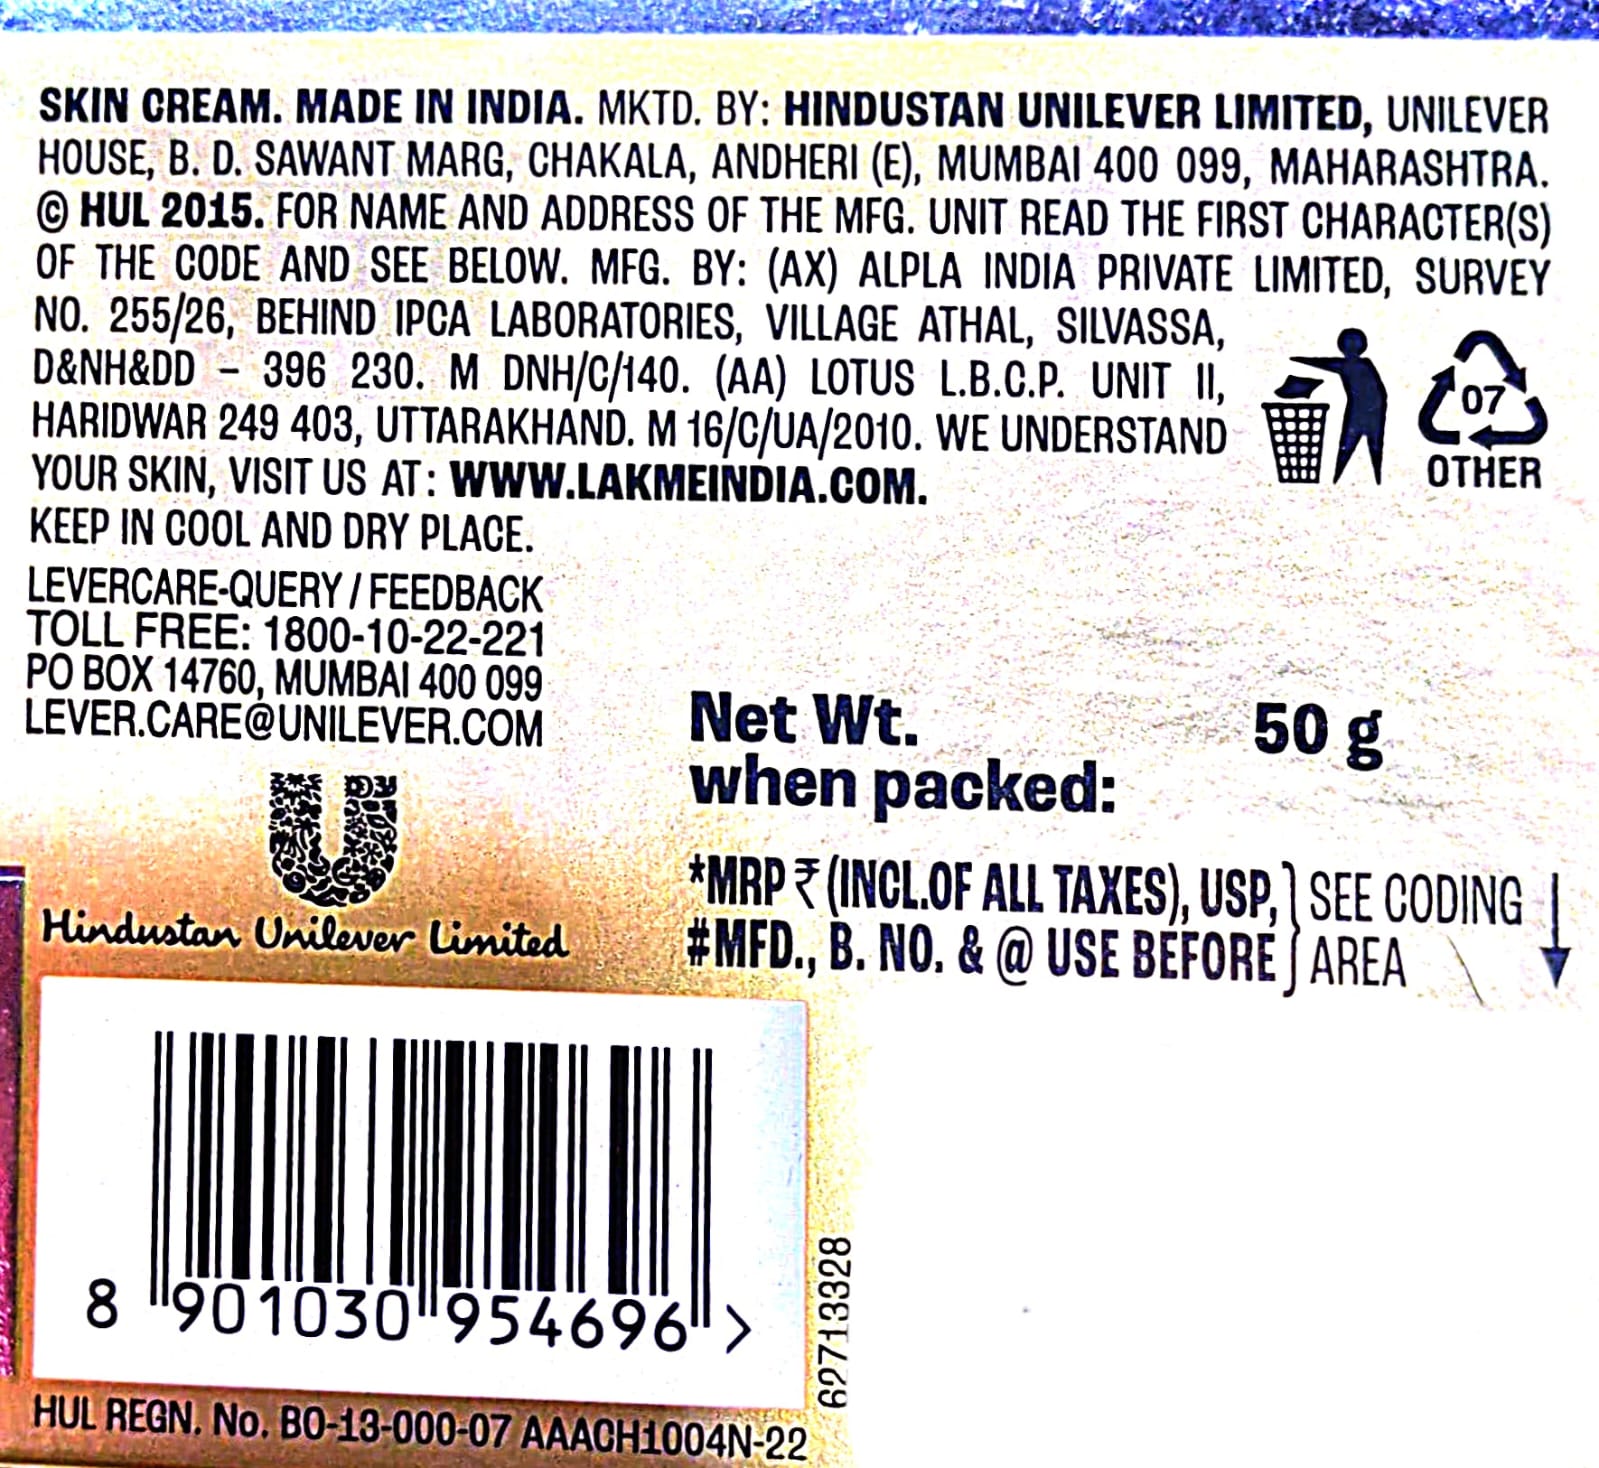 SKIN CREAM. MADE IN INDIA. MKTD. BY: HINDUSTAN UNILEVER LIMITED, UNILEVER
HOUSE, B. D. SAWANT MARG, CHAKALA, ANDHERI (E), MUMBAI 400 099, MAHARASHTRA.
© HUL 2015. FOR NAME AND ADDRESS OF THE MFG. UNIT READ THE FIRST CHARACTER(S)
OF THE CODE AND SEE BELOW. MFG. BY: (AX) ALPLA INDIA PRIVATE LIMITED, SURVEY
NO. 255/26, BEHIND IPCA LABORATORIES, VILLAGE ATHAL, SILVASSA,
D&NH&DD – 396 230. M DNH/C/140. (AA) LOTUS L.B.C.P. UNIT II,
HARIDWAR 249 403, UTTARAKHAND. M 16/C/UA/2010. WE UNDERSTAND
YOUR SKIN, VISIT US AT: WWW.LAKMEINDIA.COM.
KEEP IN COOL AND DRY PLACE.
07
OTHER
LEVERCARE-QUERY / FEEDBACK
TOLL FREE: 1800-10-22-221
PO BOX 14760, MUMBAI 400 099
LEVER.CARE@UNILEVER.COM
Hindustan Unilever Limited
Net Wt. 50 g
when packed:
*MRP ₹ (INCL.OF ALL TAXES), USP, } SEE CODING
#MFD., B. NO. & @ USE BEFORE } AREA
8 901030 954696 >
62713328
HUL REGN. No. BO-13-000-07 AAACH1004N-22